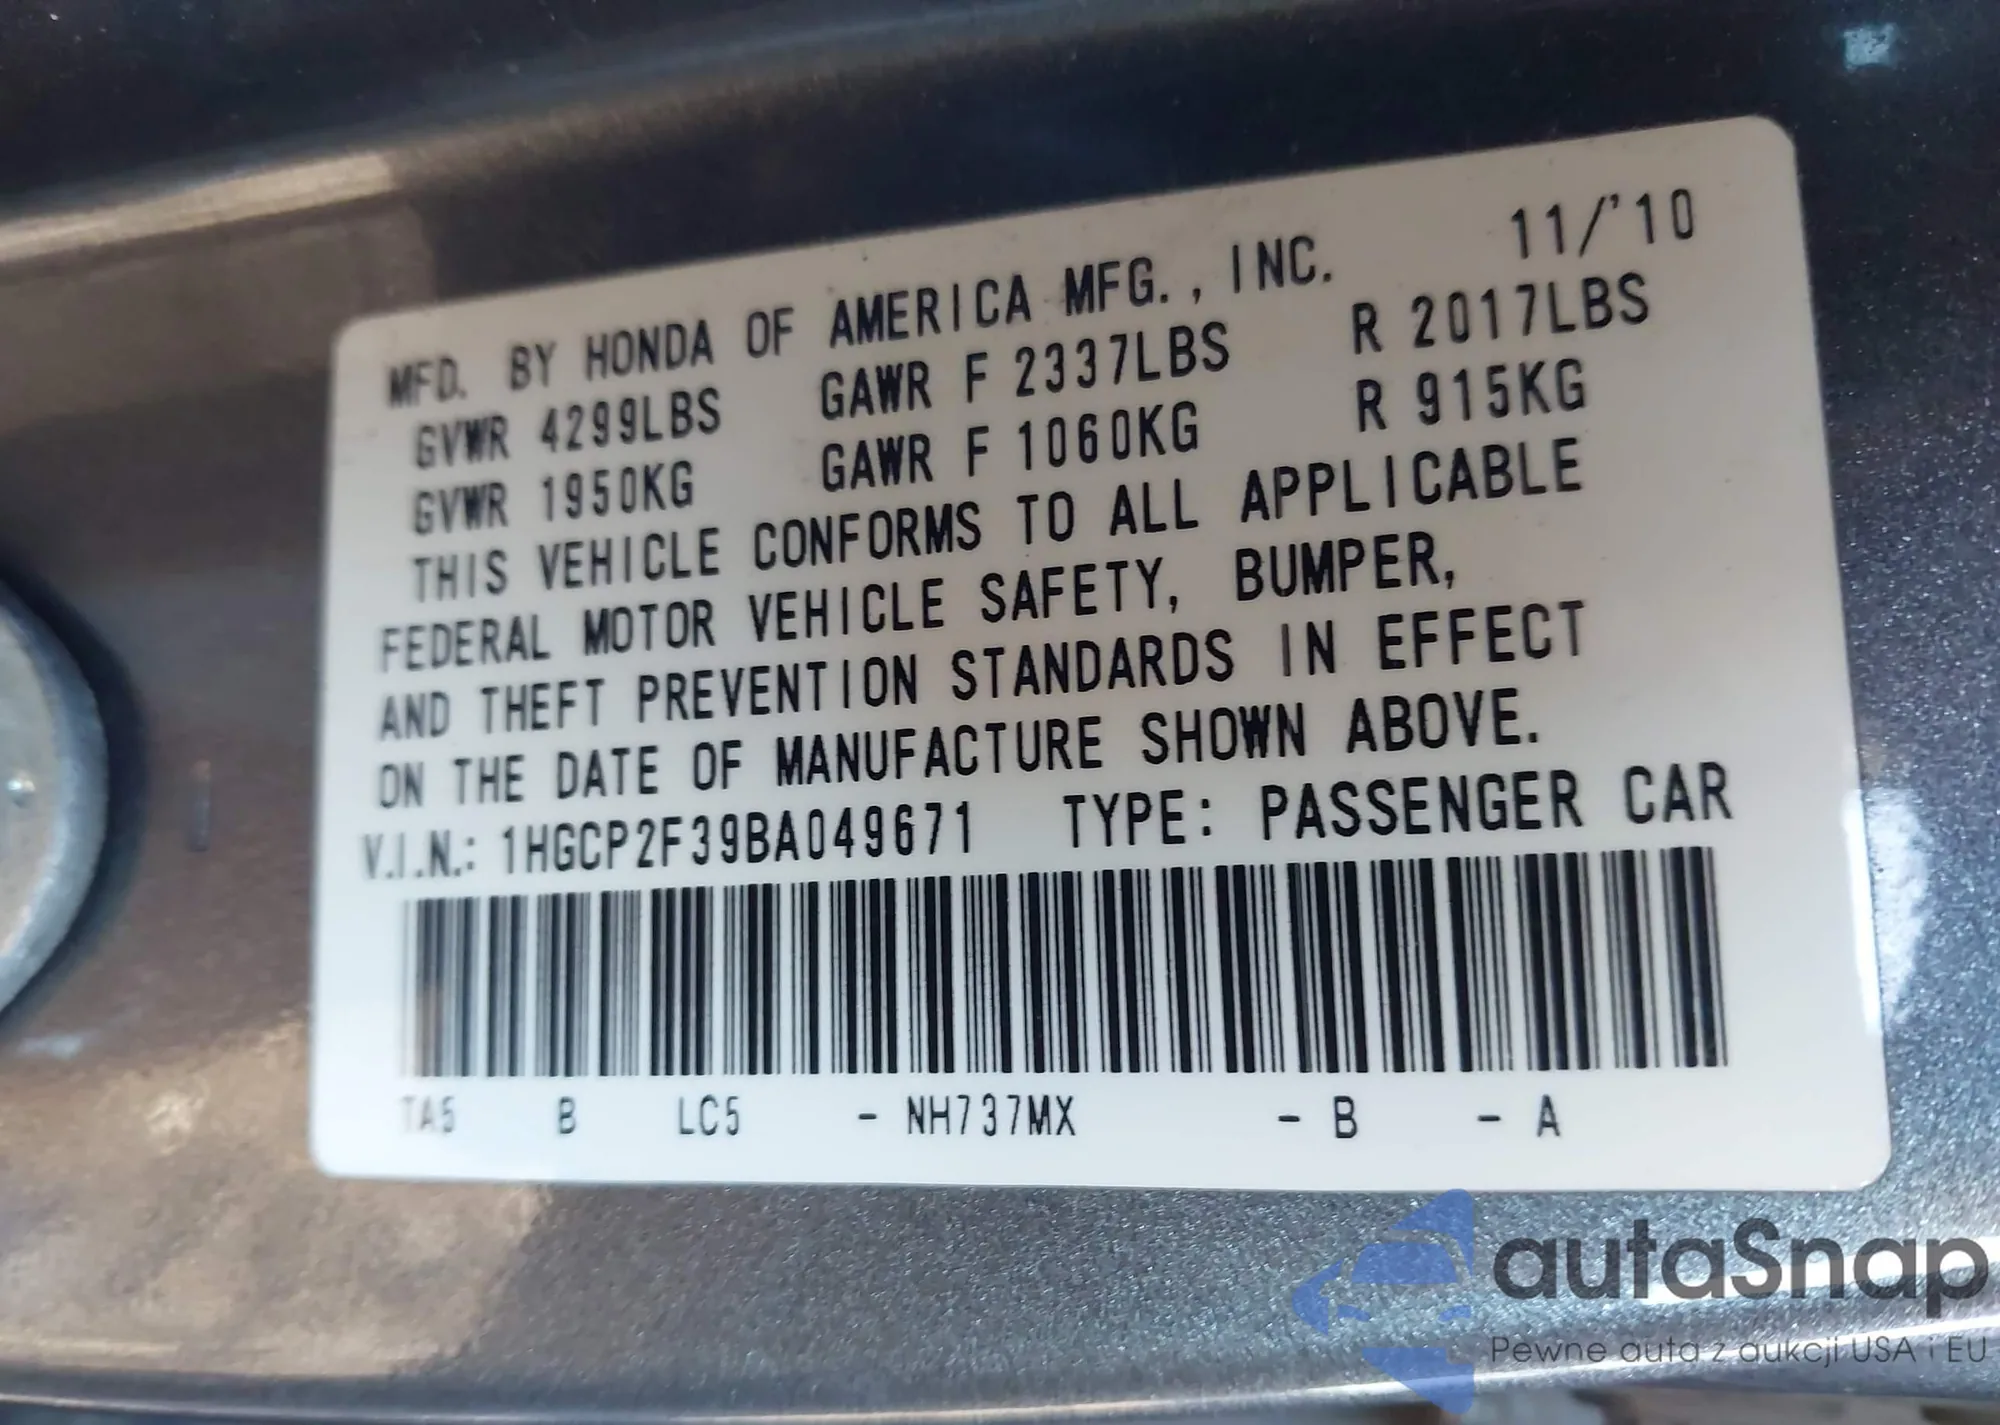 11/'10
MFD. BY HONDA OF AMERICA MFG., INC.
GVWR 4299LBS GAWR F 2337LBS R 2017LBS
GVWR 1950KG GAWR F 1060KG R 915KG
THIS VEHICLE CONFORMS TO ALL APPLICABLE
FEDERAL MOTOR VEHICLE SAFETY, BUMPER,
AND THEFT PREVENTION STANDARDS IN EFFECT
ON THE DATE OF MANUFACTURE SHOWN ABOVE.
V.I.N.: 1HGCP2F39BA049671 TYPE: PASSENGER CAR
TA5 B LC5 - NH737MX - B - A
autaSnap
Pewne auta z aukcji USA i EU